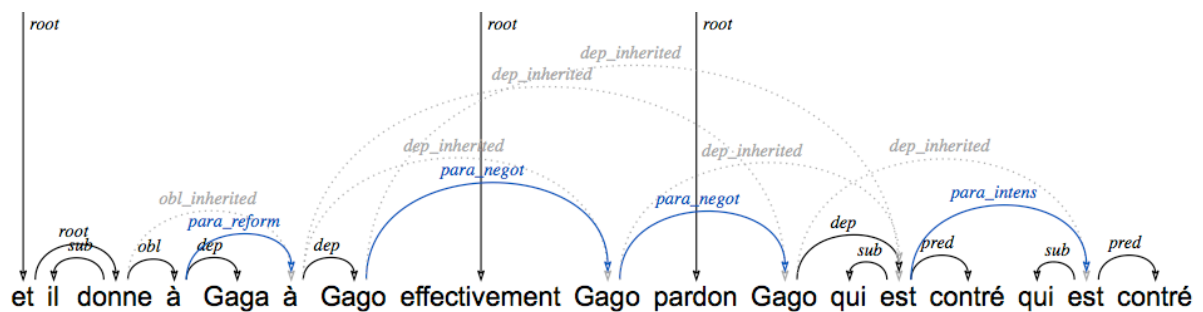 root root root
dep_inherited
dep_inherited
dep_inherited dep_inherited dep_inherited
para_negot
obl_inherited para_negot para_intens
para_reform
root dep
sub obl dep dep sub pred sub pred
et il donne à Gaga à Gago effectivement Gago pardon Gago qui est contré qui est contré